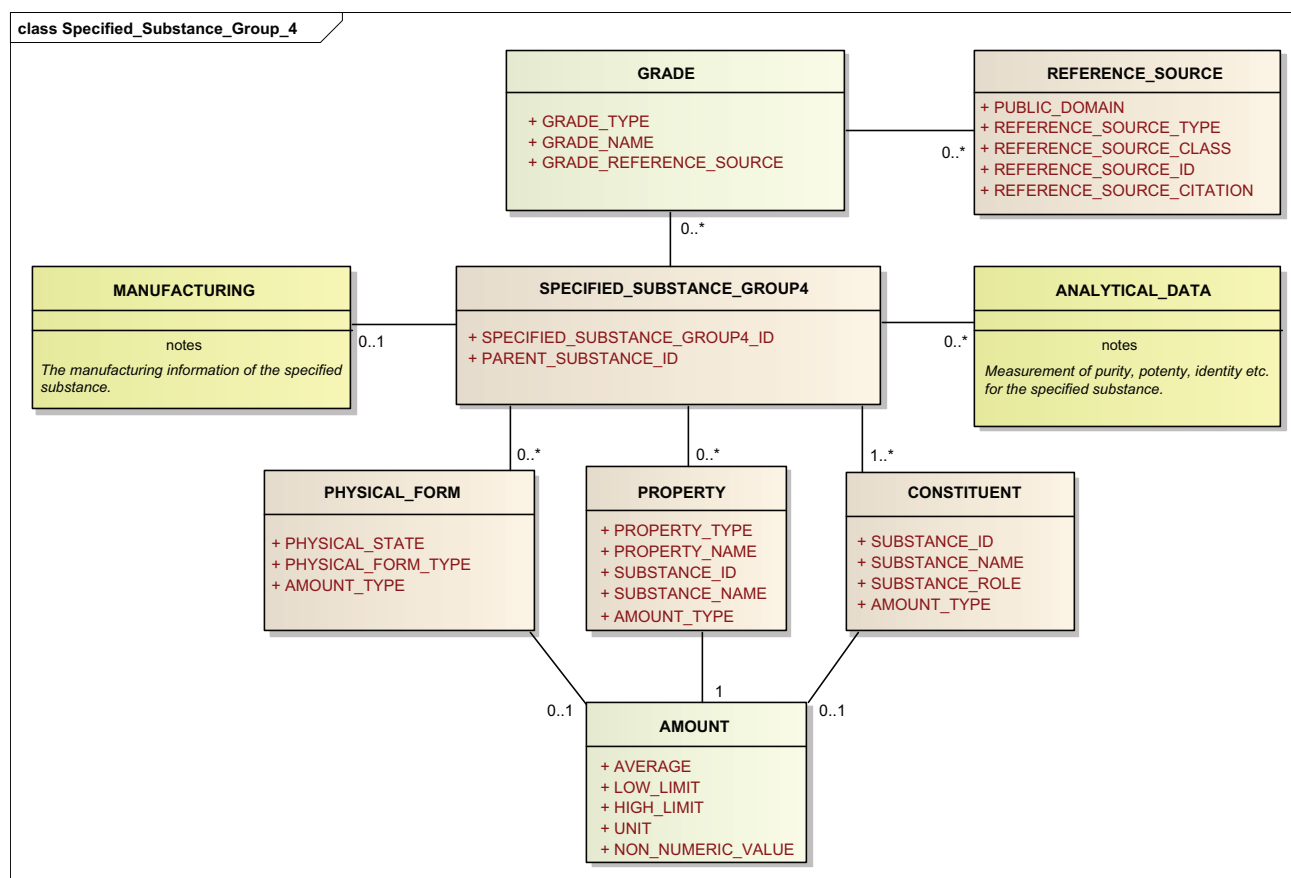 class Specified_Substance_Group_4
GRADE
+ GRADE_TYPE
+ GRADE_NAME
+ GRADE_REFERENCE_SOURCE
REFERENCE_SOURCE
+ PUBLIC_DOMAIN
+ REFERENCE_SOURCE_TYPE
+ REFERENCE_SOURCE_CLASS
+ REFERENCE_SOURCE_ID
+ REFERENCE_SOURCE_CITATION
0..*
0..*
MANUFACTURING
notes
The manufacturing information of the specified
substance.
0..1
SPECIFIED_SUBSTANCE_GROUP4
+ SPECIFIED_SUBSTANCE_GROUP4_ID
+ PARENT_SUBSTANCE_ID
0..*
ANALYTICAL_DATA
notes
Measurement of purity, potenty, identity etc.
for the specified substance.
0..*
0..*
1..*
PHYSICAL_FORM
+ PHYSICAL_STATE
+ PHYSICAL_FORM_TYPE
+ AMOUNT_TYPE
PROPERTY
+ PROPERTY_TYPE
+ PROPERTY_NAME
+ SUBSTANCE_ID
+ SUBSTANCE_NAME
+ AMOUNT_TYPE
CONSTITUENT
+ SUBSTANCE_ID
+ SUBSTANCE_NAME
+ SUBSTANCE_ROLE
+ AMOUNT_TYPE
0..1
1
0..1
AMOUNT
+ AVERAGE
+ LOW_LIMIT
+ HIGH_LIMIT
+ UNIT
+ NON_NUMERIC_VALUE